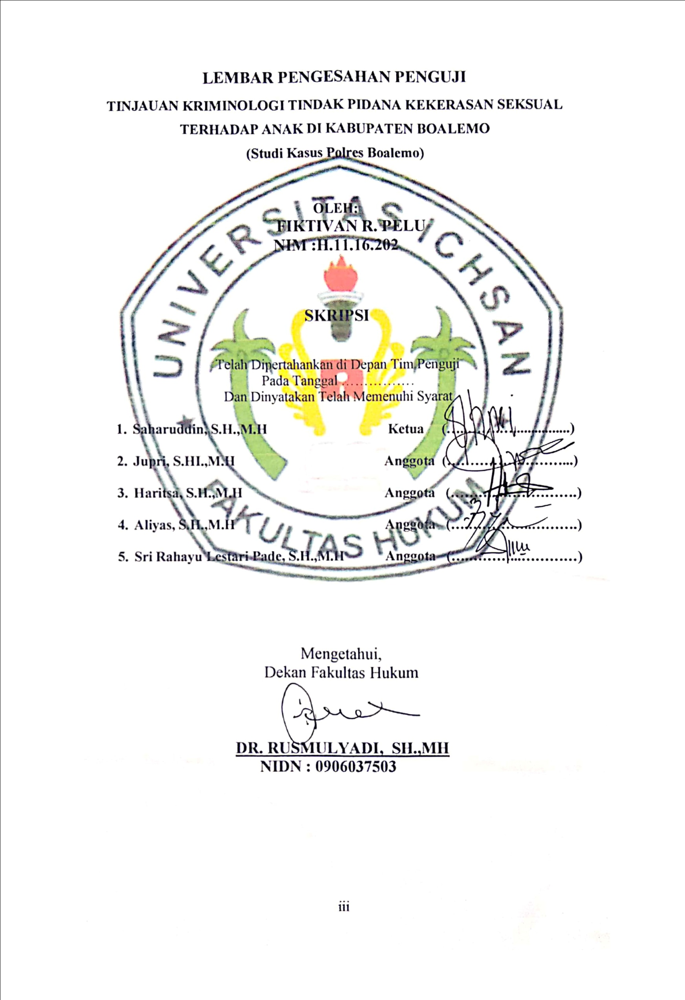 LEMBAR PENGESAHAN PENGUJI
TINJAUAN KRIMINOLOGI TINDAK PIDANA KEKERASAN SEKSUAL
TERHADAP ANAK DI KABUPATEN BOALEMO
(Studi Kasus Polres Boalemo)
UNIVERSITAS ICHSAN
OLEH:
FIKTIVAN R. PELU
NIM :H.11.16.202
SKRIPSI
Telah Dipertahankan di Depan Tim Penguji
Pada Tanggal ................
Dan Dinyatakan Telah Memenuhi Syarat
1. Saharuddin, S.H.,M.H Ketua (..................................)
2. Jupri, S.HI.,M.H Anggota (..................................)
3. Haritsa, S.H.,M.H Anggota (..................................)
4. Aliyas, S.H.,M.H Anggota (..................................)
5. Sri Rahayu Lestari Pade, S.H.,M.H Anggota (..................................)
FAKULTAS HUKUM
Mengetahui,
Dekan Fakultas Hukum
DR. RUSMULYADI, SH.,MH
NIDN : 0906037503
iii